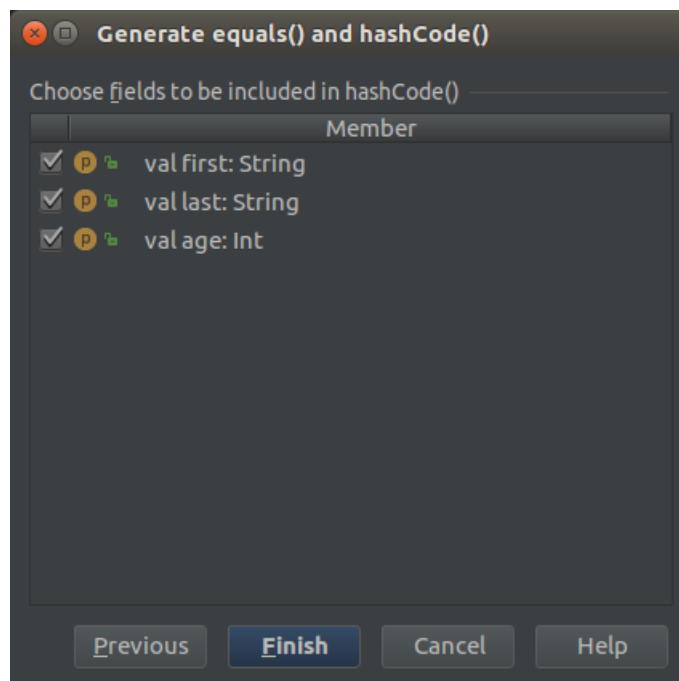 Generate equals() and hashCode()
Choose fields to be included in hashCode()
Member
p val first: String
p val last: String
p val age: Int
Previous Finish Cancel Help